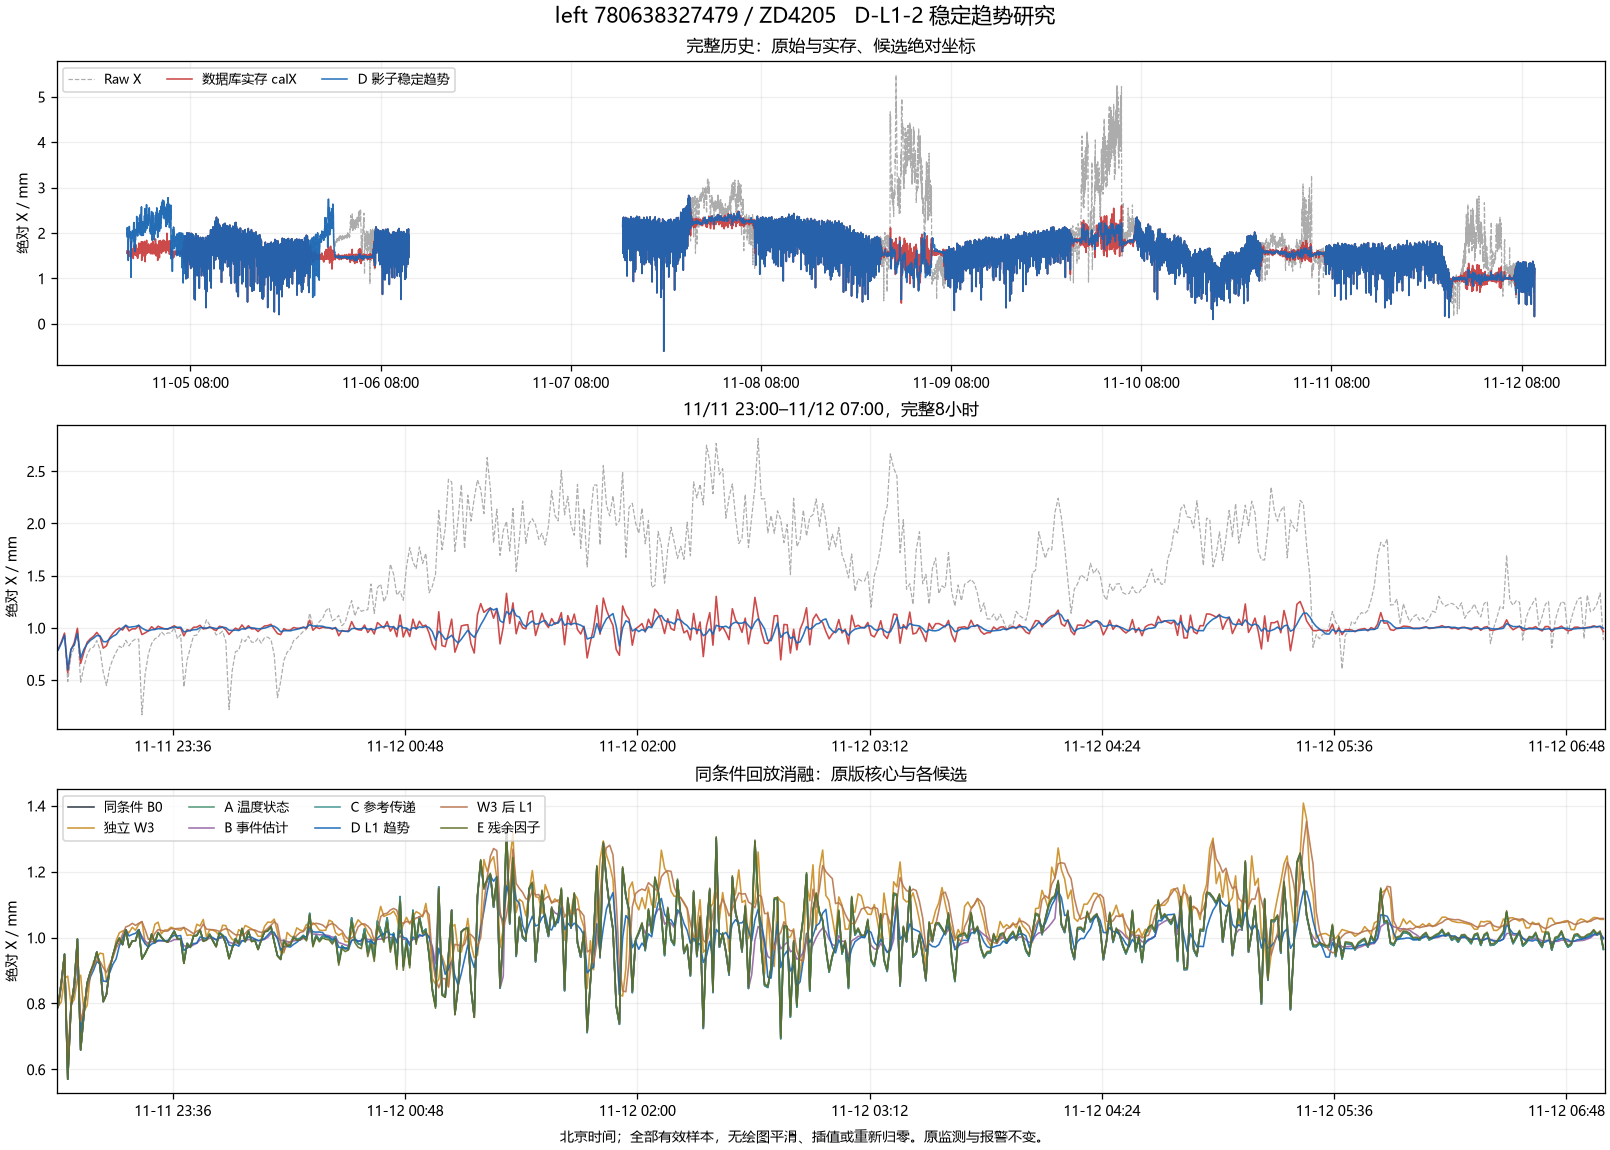 left 780638327479 / ZD4205   D-L1-2 稳定趋势研究
完整历史：原始与实存、候选绝对坐标
Raw X
数据库实存 calX
D 影子稳定趋势
绝对 X / mm
5
4
3
2
1
0
11-05 08:00
11-06 08:00
11-07 08:00
11-08 08:00
11-09 08:00
11-10 08:00
11-11 08:00
11-12 08:00
11/11 23:00–11/12 07:00，完整8小时
绝对 X / mm
2.5
2.0
1.5
1.0
0.5
11-11 23:36
11-12 00:48
11-12 02:00
11-12 03:12
11-12 04:24
11-12 05:36
11-12 06:48
同条件回放消融：原版核心与各候选
同条件 B0
A 温度状态
C 参考传递
W3 后 L1
独立 W3
B 事件估计
D L1 趋势
E 残余因子
绝对 X / mm
1.4
1.2
1.0
0.8
0.6
11-11 23:36
11-12 00:48
11-12 02:00
11-12 03:12
11-12 04:24
11-12 05:36
11-12 06:48
北京时间；全部有效样本，无绘图平滑、插值或重新归零。原监测与报警不变。